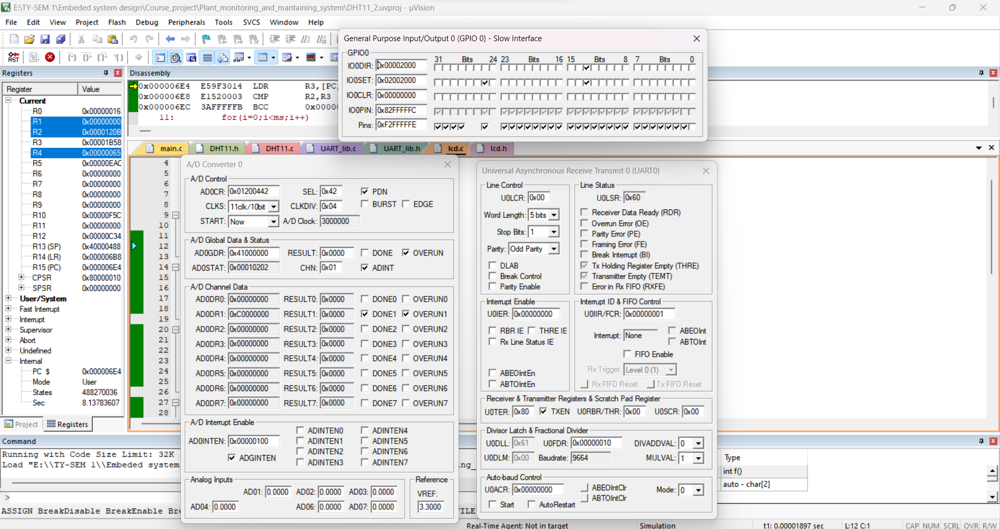 E:\TY-SEM 1\Embeded system design\Course_project\Plant_monitoring_and_mantaining_system\DHT11_2.uvproj - µVision
File Edit View Project Flash Debug Peripherals Tools SVCS Window Help
RST
Registers
Register Value
Current
R0 0x00000016
R1 0x00000000
R2 0x0000120B
R3 0x00001B58
R4 0x00000065
R5 0x00000EAC
R6 0x00000000
R7 0x00000000
R8 0x00000000
R9 0x00000000
R10 0x00000F5C
R11 0x00000000
R12 0x00000C34
R13 (SP) 0x40000488
R14 (LR) 0x000006B8
R15 (PC) 0x000006E4
CPSR 0x80000010
SPSR 0x00000000
User/System
Fast Interrupt
Interrupt
Supervisor
Abort
Undefined
Internal
PC $ 0x000006E4
Mode User
States 488270036
Sec 8.13783607
Project Registers
Disassembly
0x000006E4 E59F3014 LDR R3,[PC,
0x000006E8 E1520003 CMP R2,R3
0x000006EC 3AFFFFFB BCC 0x0000
11: for(i=0;i<ms;i++)
main.c DHT11.h DHT11.c UART_lib.c UART_lib.h lcd.c lcd.h
4
5
6
7
8
9
10
11
12
13
14
15
16
17
18
19
20
21
22
23
24
25
26
27
28
General Purpose Input/Output 0 (GPIO 0) - Slow Interface
GPIO0
31 Bits 24 23 Bits 16 15 Bits 8 7 Bits 0
IO0DIR: 0x00002000
IO0SET: 0x02002000
IO0CLR: 0x00000000
IO0PIN: 0x82FFFFFC
Pins: 0xF2FFFFFE
A/D Converter 0
A/D Control
AD0CR: 0x01200442 SEL: 0x42 PDN
CLKS: 11clk/10bit CLKDIV: 0x04 BURST EDGE
START: Now A/D Clock: 3000000
A/D Global Data & Status
AD0GDR: 0x41000000 RESULT: 0x0000 DONE OVERUN
AD0STAT: 0x00010202 CHN: 0x01 ADINT
A/D Channel Data
AD0DR0: 0x00000000 RESULT0: 0x0000 DONE0 OVERUN0
AD0DR1: 0xC0000000 RESULT1: 0x0000 DONE1 OVERUN1
AD0DR2: 0x00000000 RESULT2: 0x0000 DONE2 OVERUN2
AD0DR3: 0x00000000 RESULT3: 0x0000 DONE3 OVERUN3
AD0DR4: 0x00000000 RESULT4: 0x0000 DONE4 OVERUN4
AD0DR5: 0x00000000 RESULT5: 0x0000 DONE5 OVERUN5
AD0DR6: 0x00000000 RESULT6: 0x0000 DONE6 OVERUN6
AD0DR7: 0x00000000 RESULT7: 0x0000 DONE7 OVERUN7
A/D Interrupt Enable
AD0INTEN: 0x00000100
ADGINTEN
ADINTEN0 ADINTEN4
ADINTEN1 ADINTEN5
ADINTEN2 ADINTEN6
ADINTEN3 ADINTEN7
Analog Inputs
AD01: 0.0000 AD02: 0.0000 AD03: 0.0000
AD04: 0.0000 AD06: 0.0000 AD07: 0.0000
Reference
VREF:
3.3000
Universal Asynchronous Receive Transmit 0 (UART0)
Line Control
U0LCR: 0x00
Word Length: 5 bits
Stop Bits: 1
Parity: Odd Parity
DLAB
Break Control
Parity Enable
Line Status
U0LSR: 0x60
Receiver Data Ready (RDR)
Overrun Error (OE)
Parity Error (PE)
Framing Error (FE)
Break Interrupt (BI)
Tx Holding Register Empty (THRE)
Transmitter Empty (TEMT)
Error in Rx FIFO (RXFE)
Interrupt Enable
U0IER: 0x00000000
RBR IE THRE IE
Rx Line Status IE
ABEOIntEn
ABTOIntEn
Interrupt ID & FIFO Control
U0IIR/FCR: 0x00000001
Interrupt: None ABEOInt
ABTOInt
FIFO Enable
Rx Trigger: Level 0 (1)
Rx FIFO Reset Tx FIFO Reset
Receiver & Transmitter Registers & Scratch Pad Register
U0TER: 0x80 TXEN U0RBR/THR: 0x00 U0SCR: 0x00
Divisor Latch & Fractional Divider
U0DLL: 0x61 U0FDR: 0x00000010 DIVADDVAL: 0
U0DLM: 0x00 Baudrate: 9664 MULVAL: 1
Auto-baud Control
U0ACR: 0x00000000 ABEOIntClr Mode: 0
ABTOIntClr
Start AutoRestart
Command
Running with Code Size Limit: 32K
Load "E:\\TY-SEM 1\\Embeded system
ng_
>
ASSIGN BreakDisable BreakEnable Bre
ILE
Type
int f()
auto - char[2]
Real-Time Agent: Not in target Simulation t1: 0.00001897 sec L:12 C:1 CAP NUM SCRL OVR R/W